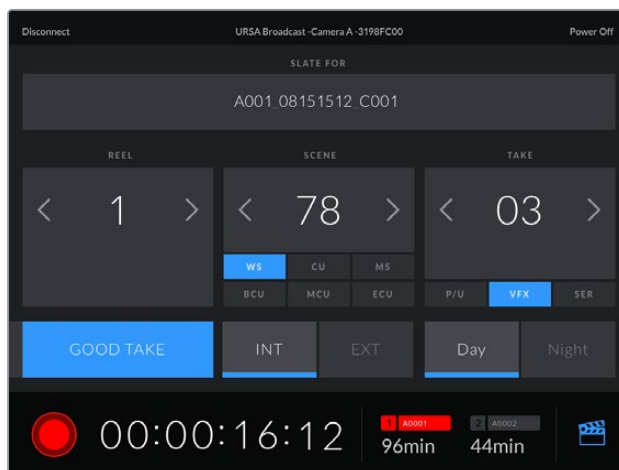 Disconnect URSA Broadcast -Camera A -3198FC00 Power Off
SLATE FOR
A001_08151512_C001
REEL SCENE TAKE
1 78 03
WS CU MS
BCU MCU ECU P/U VFX SER
GOOD TAKE INT EXT Day Night
1 A0001 2 A0002
00:00:16:12 96min 44min